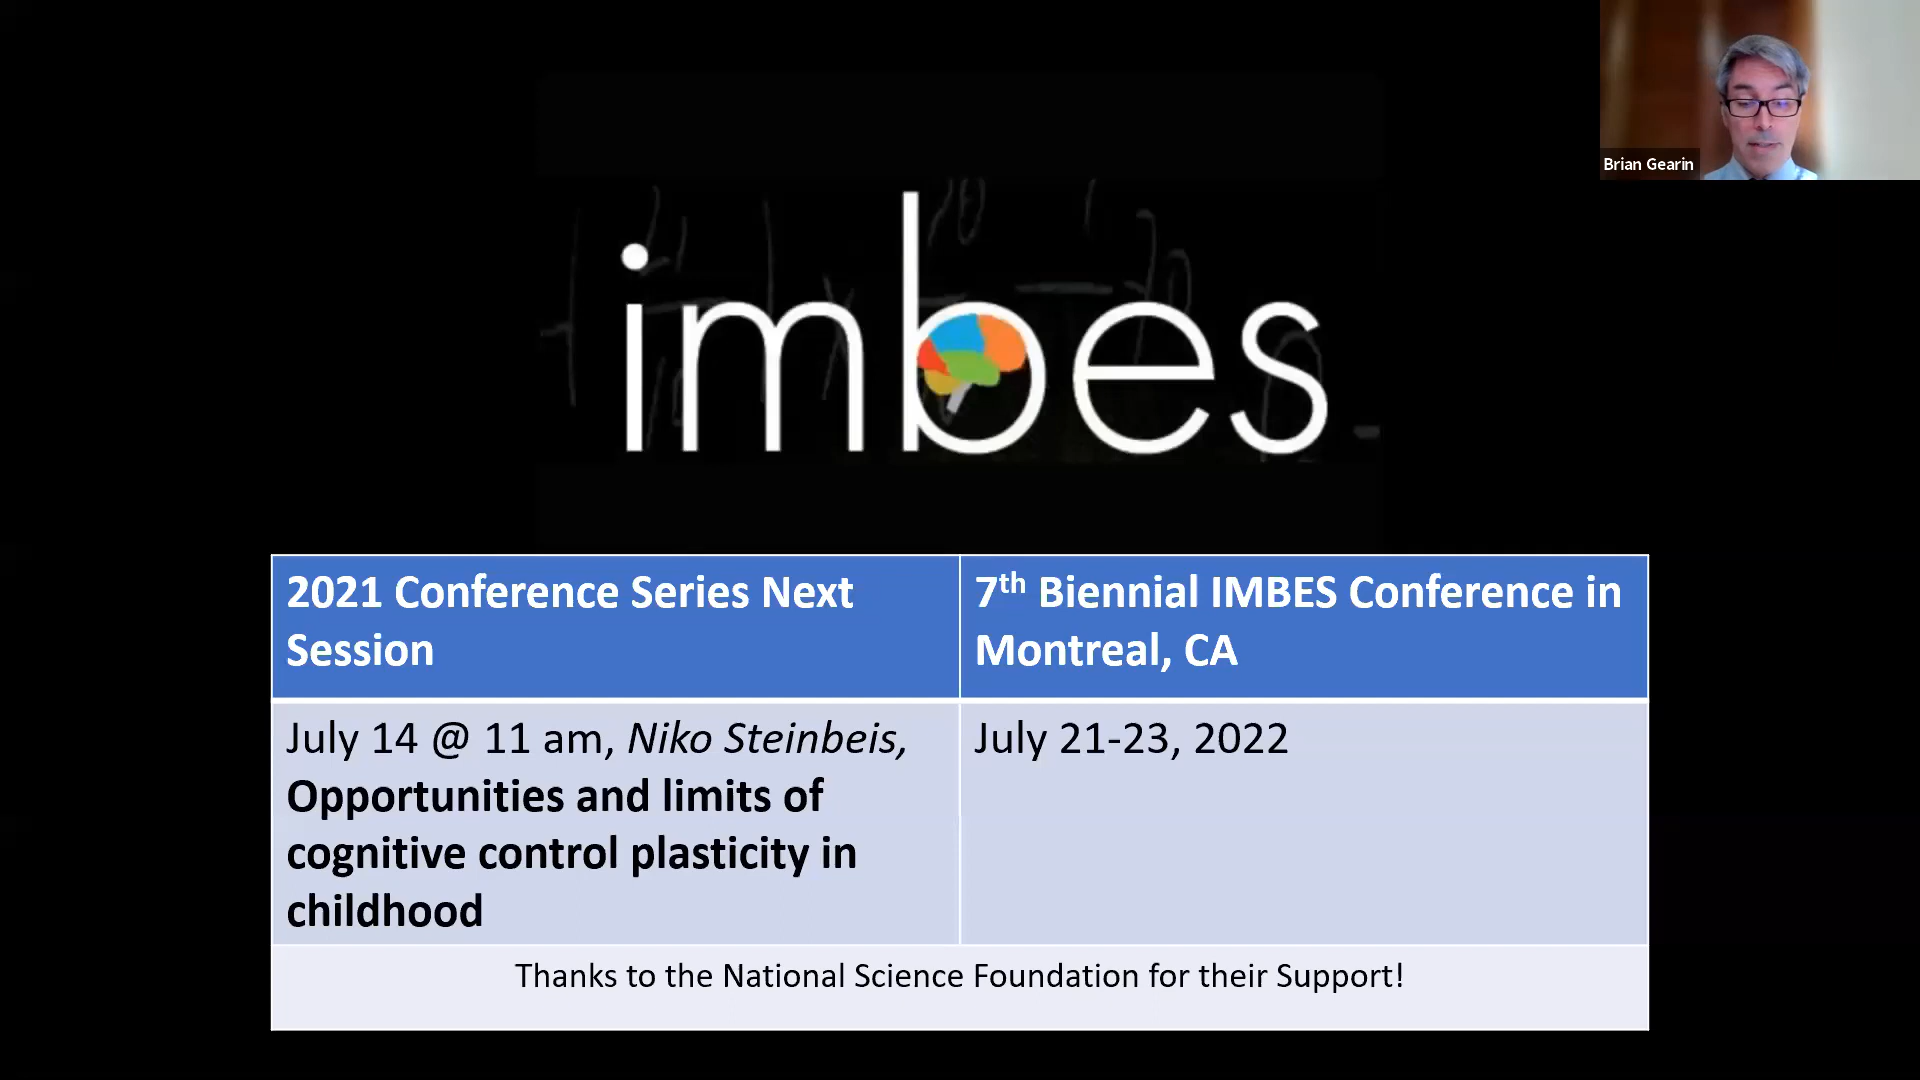 Brian Gearin
imbes
2021 Conference Series Next
Session
7th Biennial IMBES Conference in
Montreal, CA
July 14 @ 11 am, Niko Steinbeis,
Opportunities and limits of
cognitive control plasticity in
childhood
July 21-23, 2022
Thanks to the National Science Foundation for their Support!